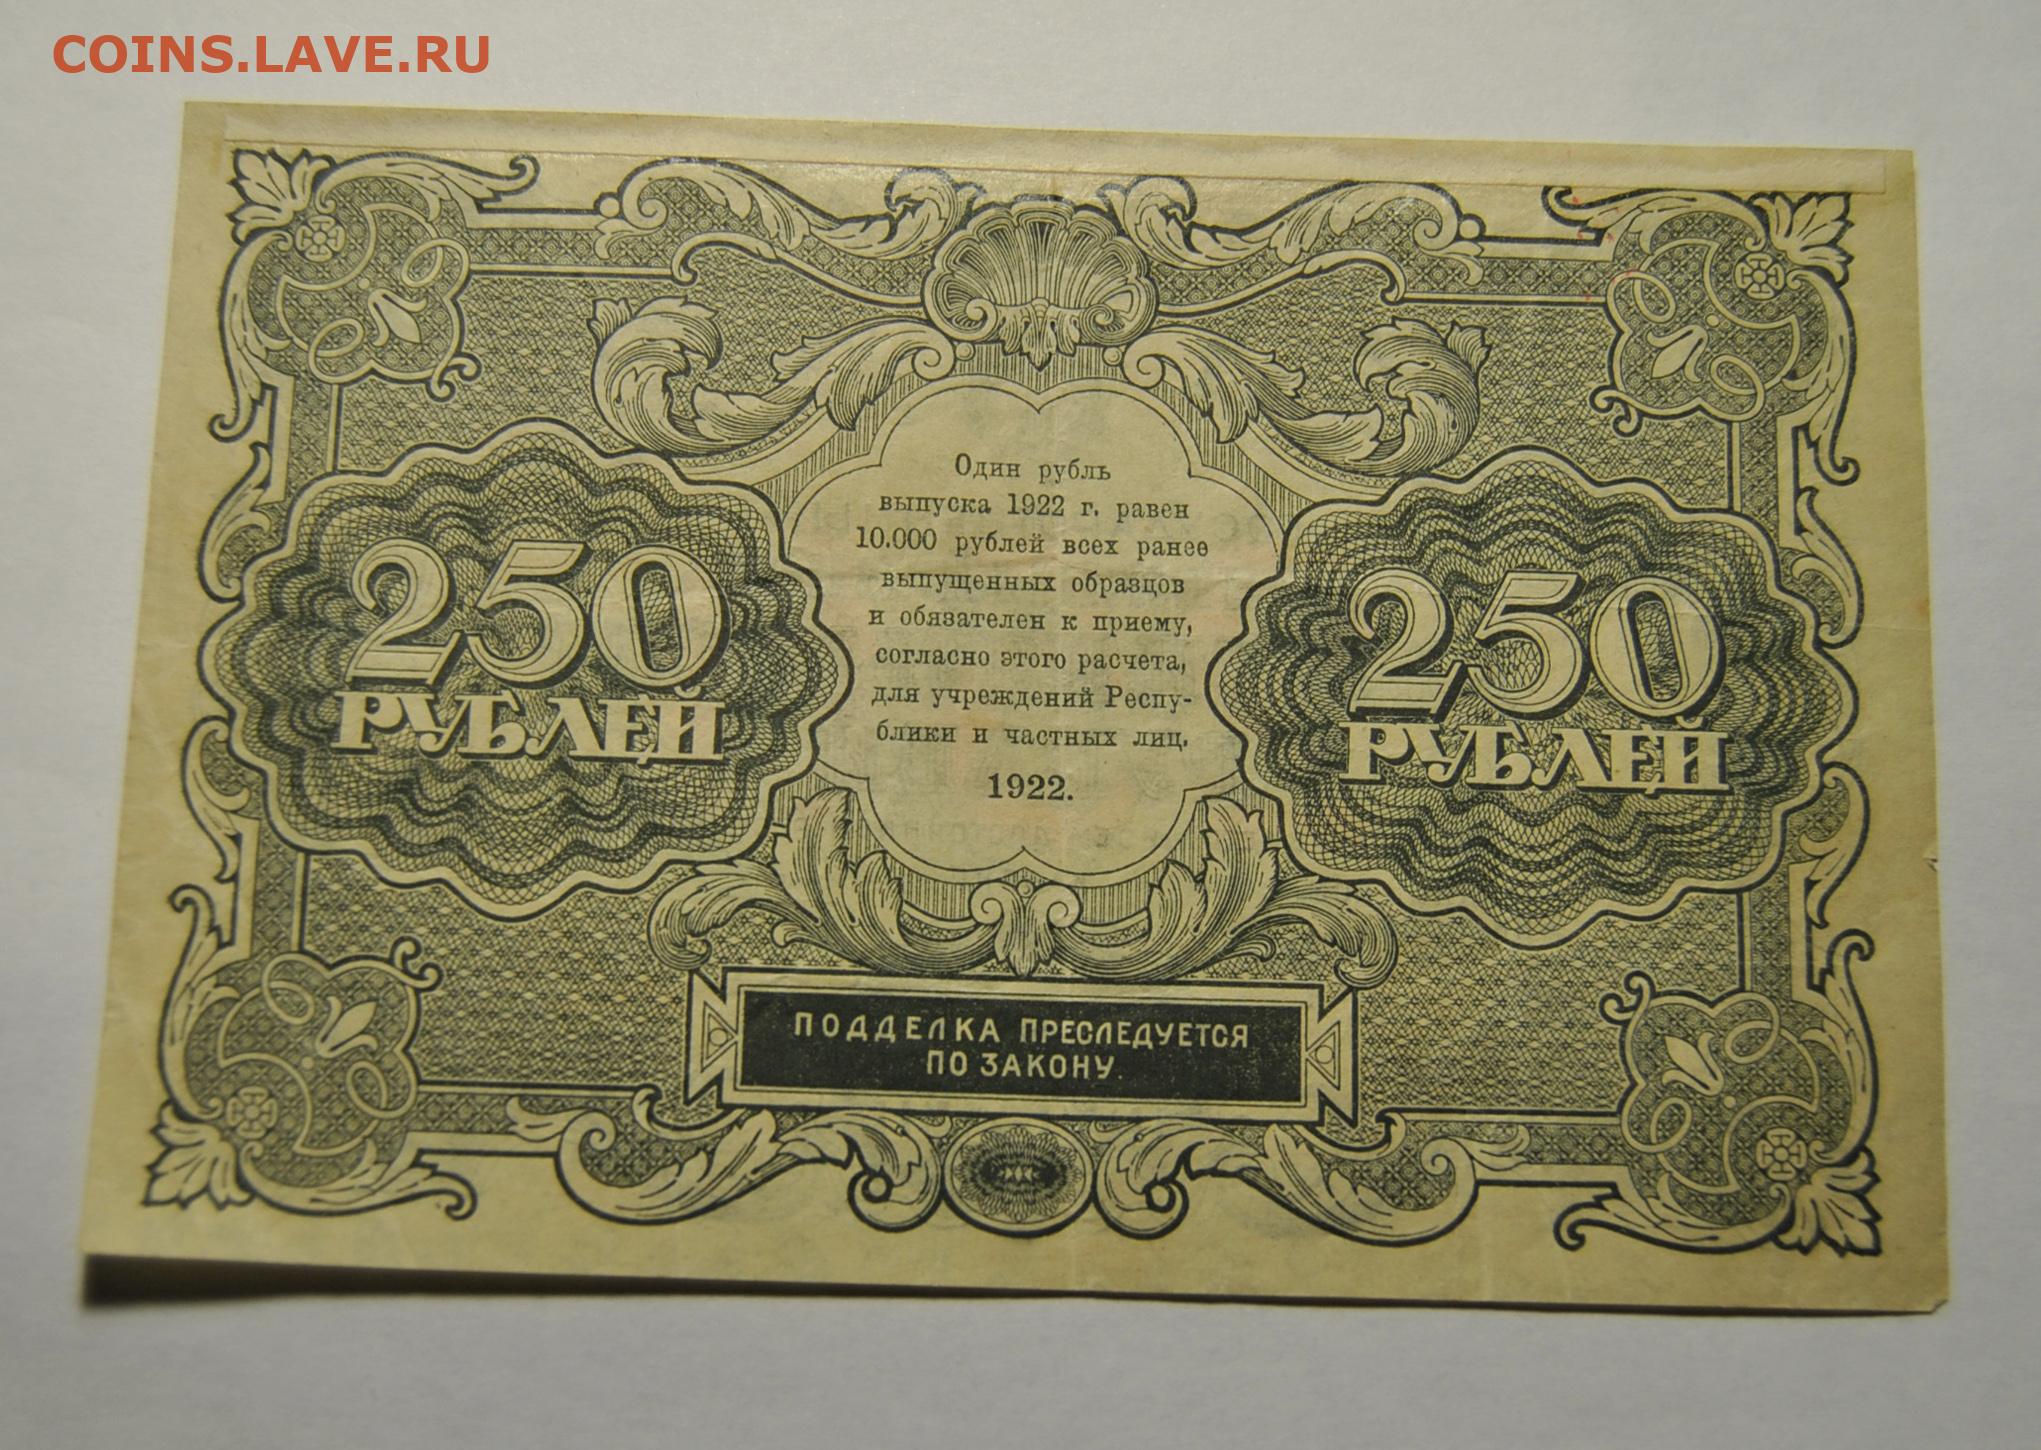 COINS.LAVE.RU
Один рубль
выпуска 1922 г. равен
10.000 рублей всех ранее
выпущенных образцов
и обязателен к приему,
согласно этого расчета,
для учреждений Респу-
блики и частных лиц.
1922.
250
РУБЛЕЙ
250
РУБЛЕЙ
ПОДДЕЛКА ПРЕСЛЕДУЕТСЯ
ПО ЗАКОНУ.